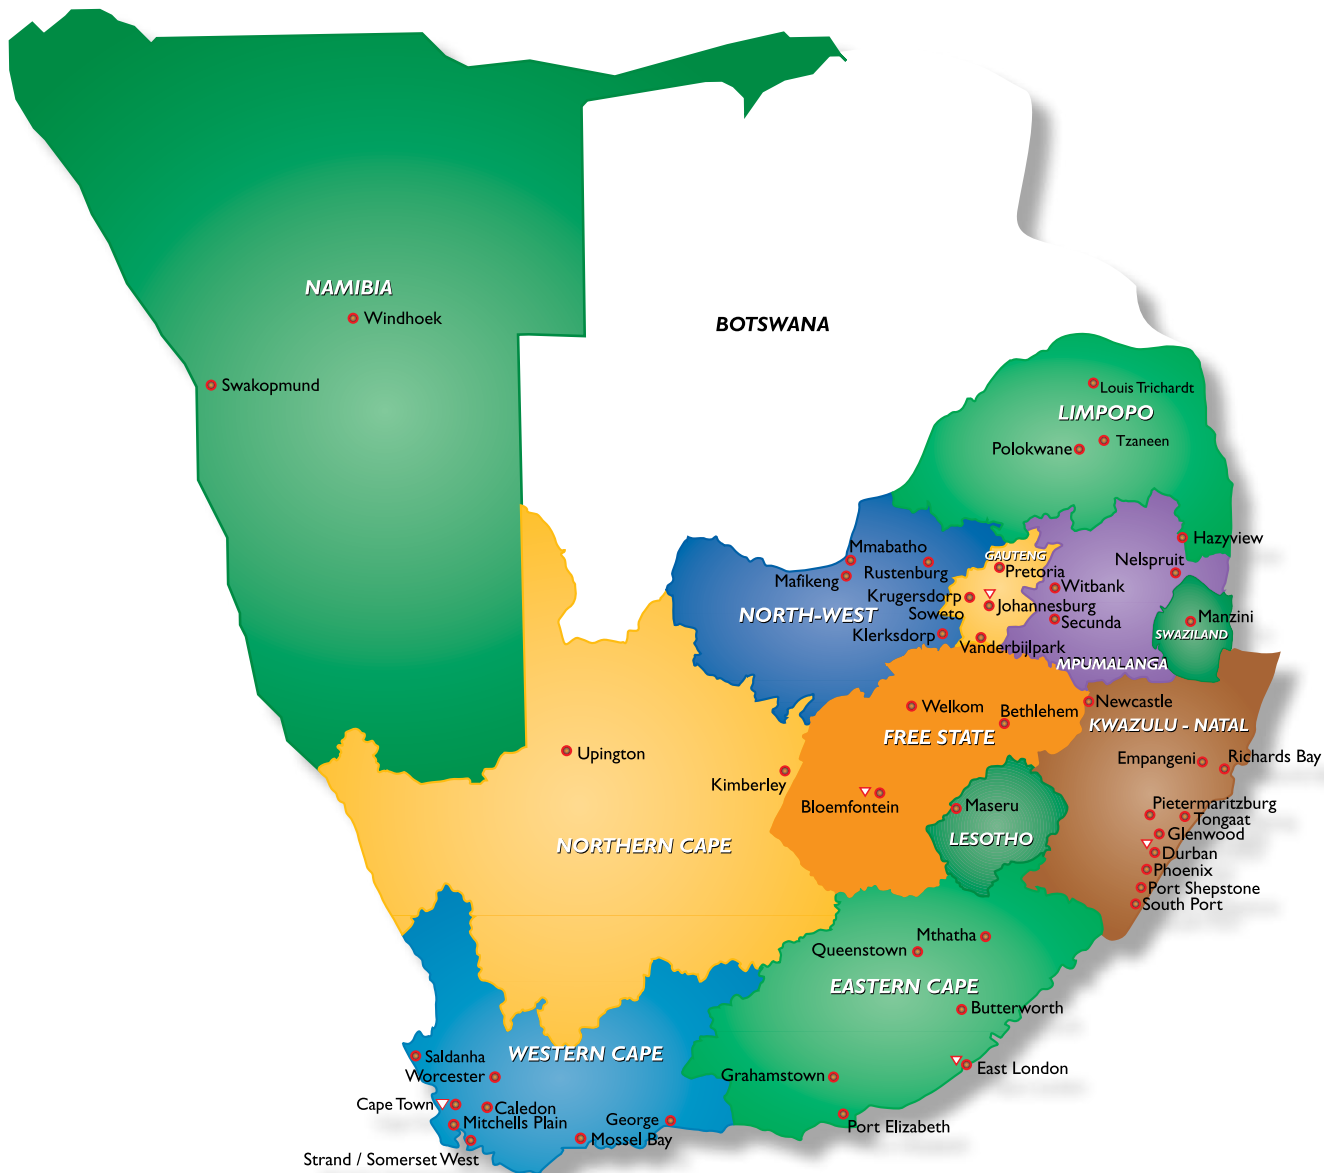 NAMIBIA
Windhoek
Swakopmund
BOTSWANA
Louis Trichardt
LIMPOPO
Polokwane
Tzaneen
Hazyview
Mmabatho
Mafikeng
Rustenburg
NORTH-WEST
Klerksdorp
GAUTENG
Pretoria
Krugersdorp
Johannesburg
Soweto
Vanderbijlpark
Nelspruit
Witbank
Secunda
MPUMALANGA
Manzini
SWAZILAND
Welkom
Bethlehem
FREE STATE
Bloemfontein
Newcastle
KWAZULU - NATAL
Empangeni
Richards Bay
Pietermaritzburg
Tongaat
Glenwood
Durban
Phoenix
Port Shepstone
South Port
Maseru
LESOTHO
Upington
Kimberley
NORTHERN CAPE
Mthatha
Queenstown
EASTERN CAPE
Butterworth
East London
Grahamstown
Port Elizabeth
WESTERN CAPE
Saldanha
Worcester
Cape Town
Caledon
Mitchells Plain
George
Mossel Bay
Strand / Somerset West